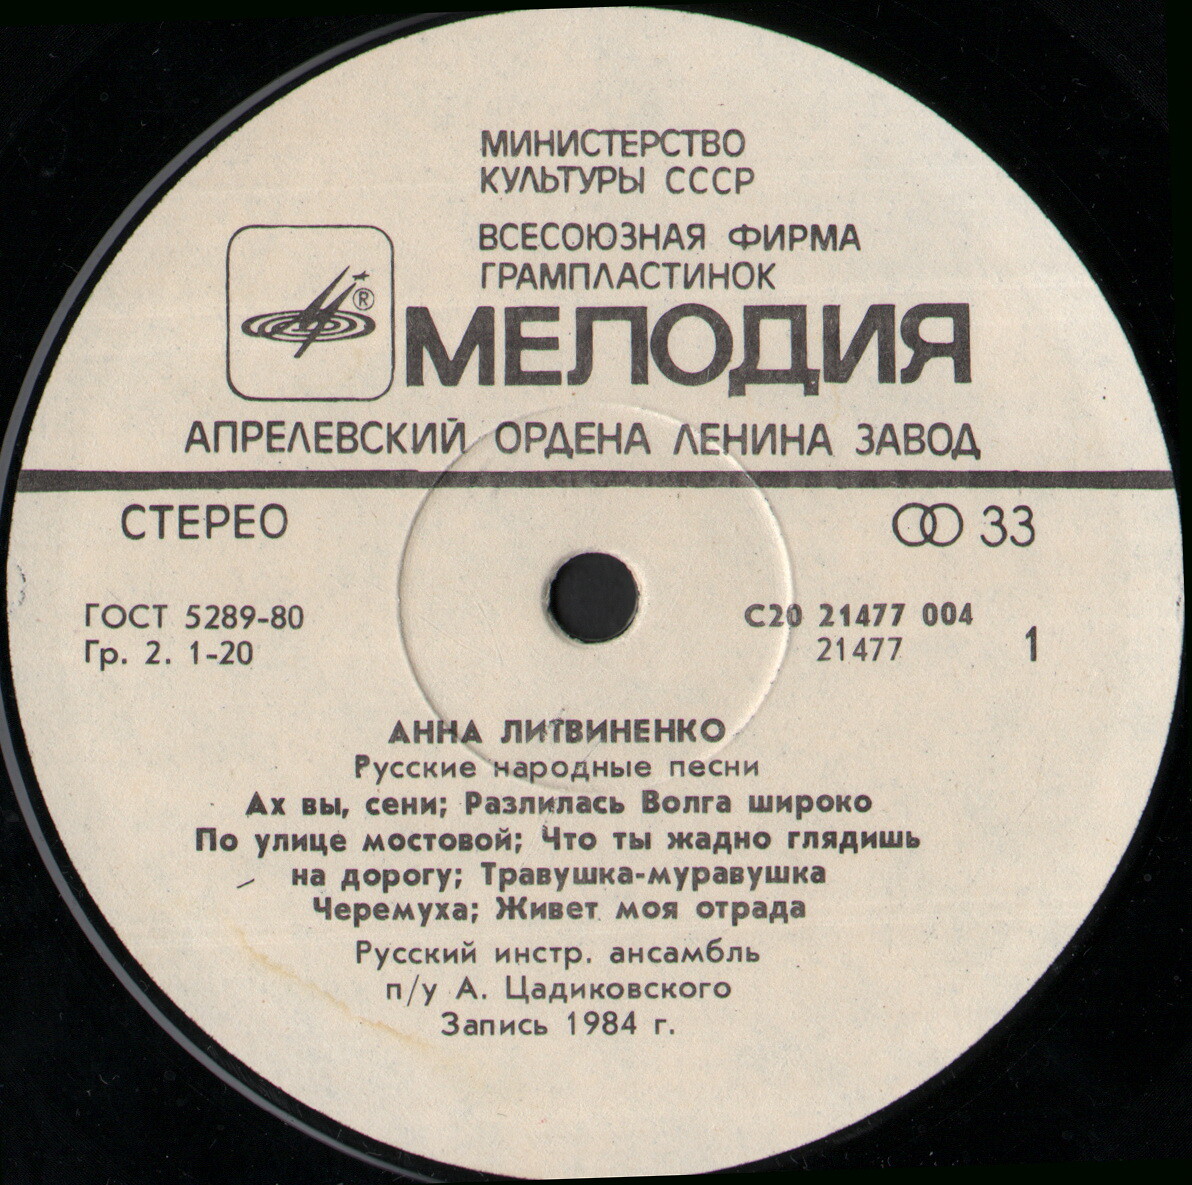 МИНИСТЕРСТВО
КУЛЬТУРЫ СССР
ВСЕСОЮЗНАЯ ФИРМА
ГРАМПЛАСТИНОК
®
МЕЛОДИЯ
АПРЕЛЕВСКИЙ ОРДЕНА ЛЕНИНА ЗАВОД
СТЕРЕО
33
ГОСТ 5289-80
Гр. 2. 1-20
С20 21477 004
21477
1
АННА ЛИТВИНЕНКО
Русские народные песни
Ах вы, сени; Разлилась Волга широко
По улице мостовой; Что ты жадно глядишь
на дорогу; Травушка-муравушка
Черемуха; Живет моя отрада
Русский инстр. ансамбль
п/у А. Цадиковского
Запись 1984 г.